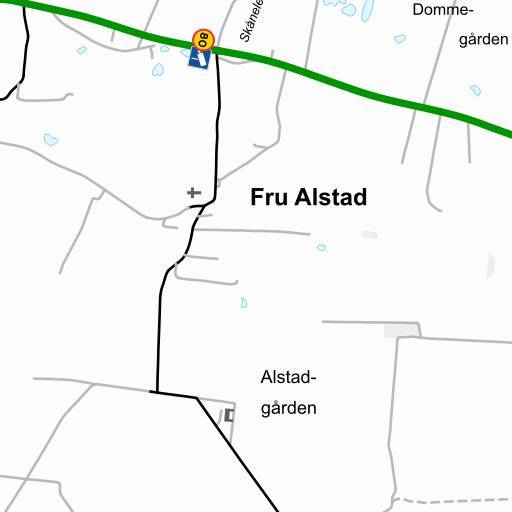 Skånele
Domme-
gården
80
Fru Alstad
Alstad-
gården